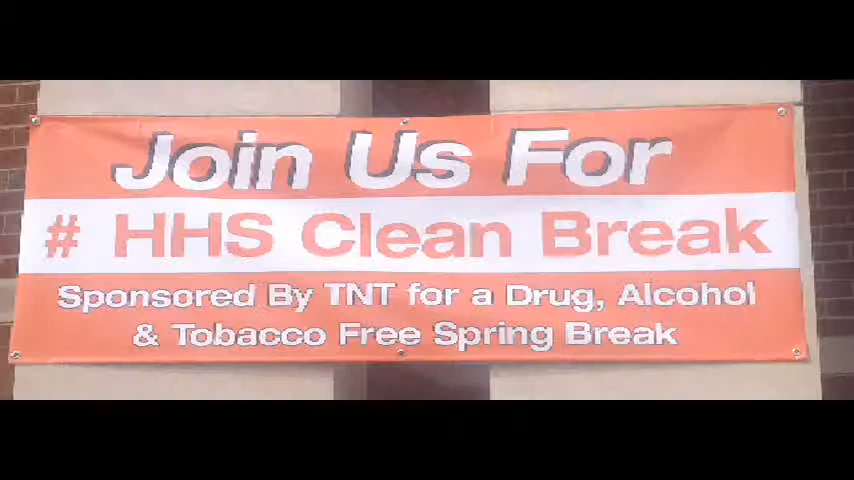 Join Us For
# HHS Clean Break
Sponsored By TNT for a Drug, Alcohol
& Tobacco Free Spring Break